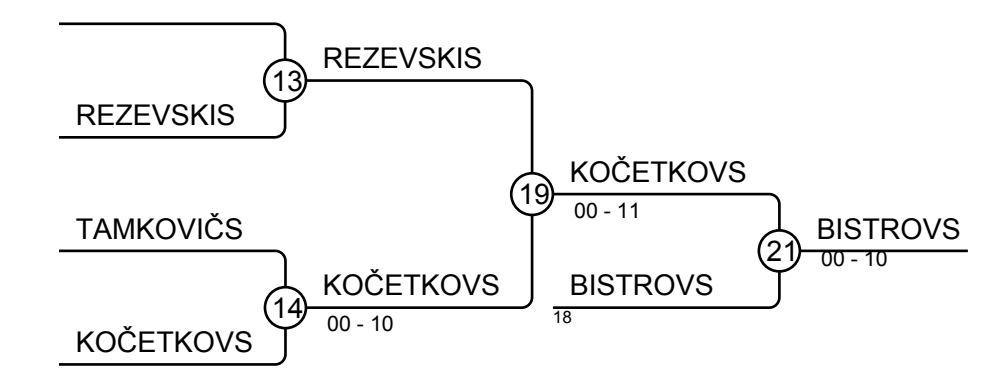 REZEVSKIS
13
REZEVSKIS
KOČETKOVS
19
00 - 11
TAMKOVIČS
BISTROVS
21
00 - 10
KOČETKOVS
BISTROVS
14
18
00 - 10
KOČETKOVS